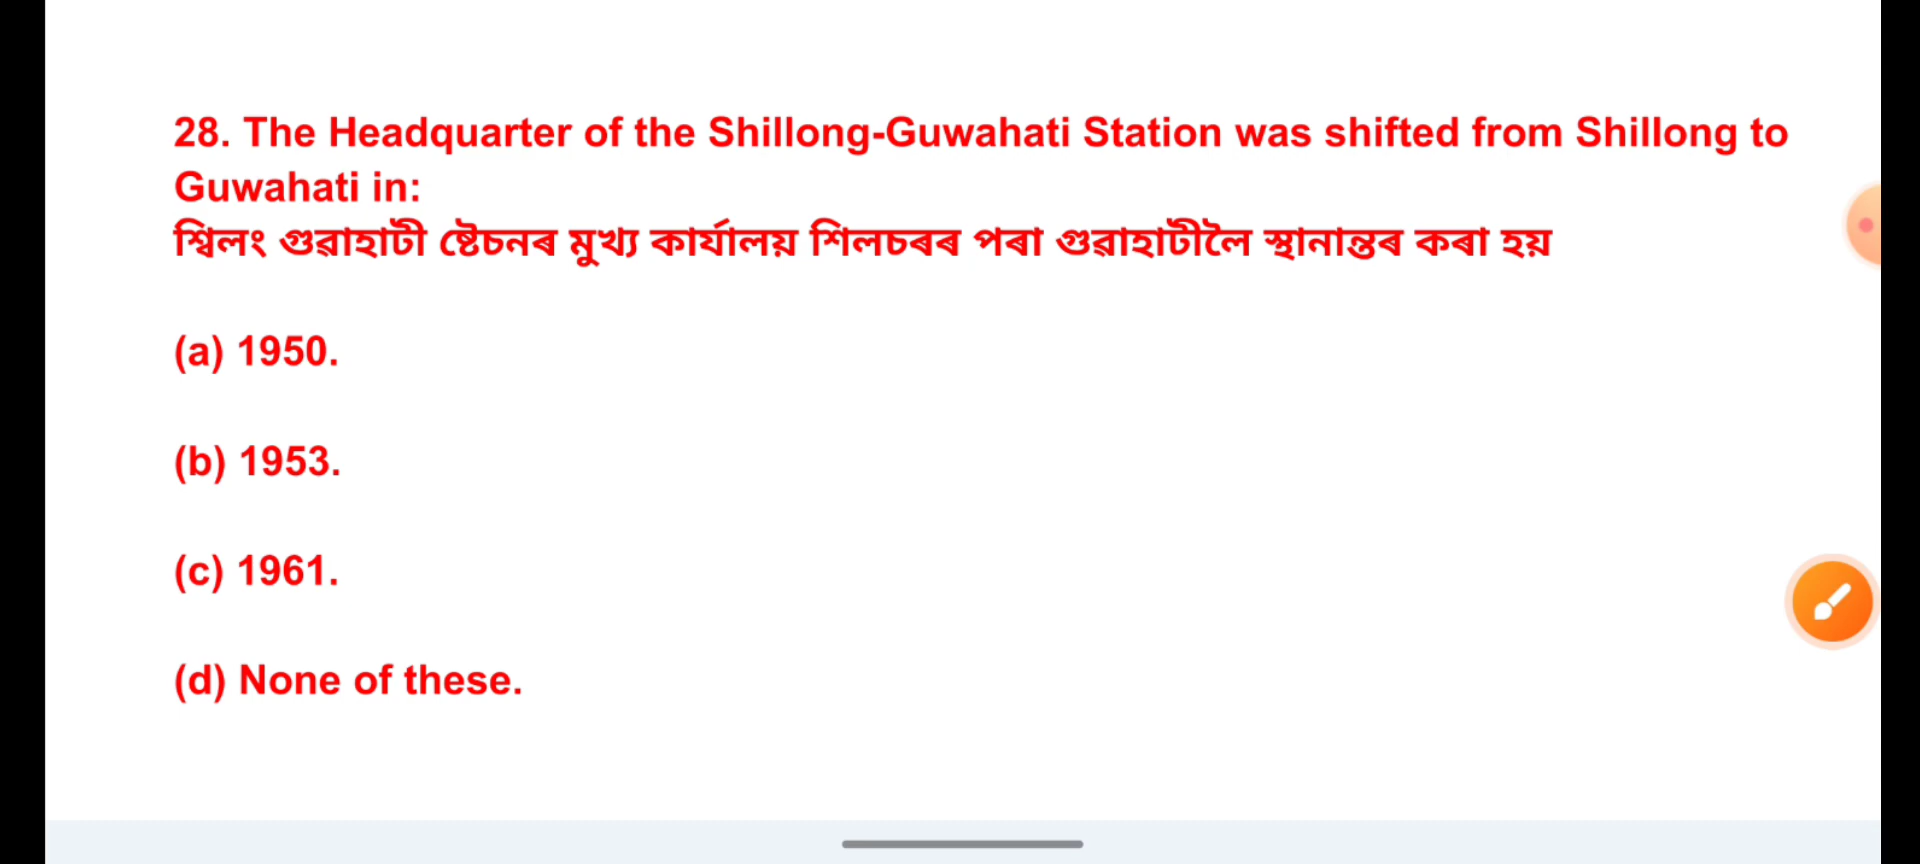 28. The Headquarter of the Shillong-Guwahati Station was shifted from Shillong to
Guwahati in:
শ্বিলং গুৱাহাটী ষ্টেচনৰ মুখ্য কাৰ্যালয় শিলচৰৰ পৰা গুৱাহাটীলৈ স্থানান্তৰ কৰা হয়
(a) 1950.
(b) 1953.
(c) 1961.
(d) None of these.